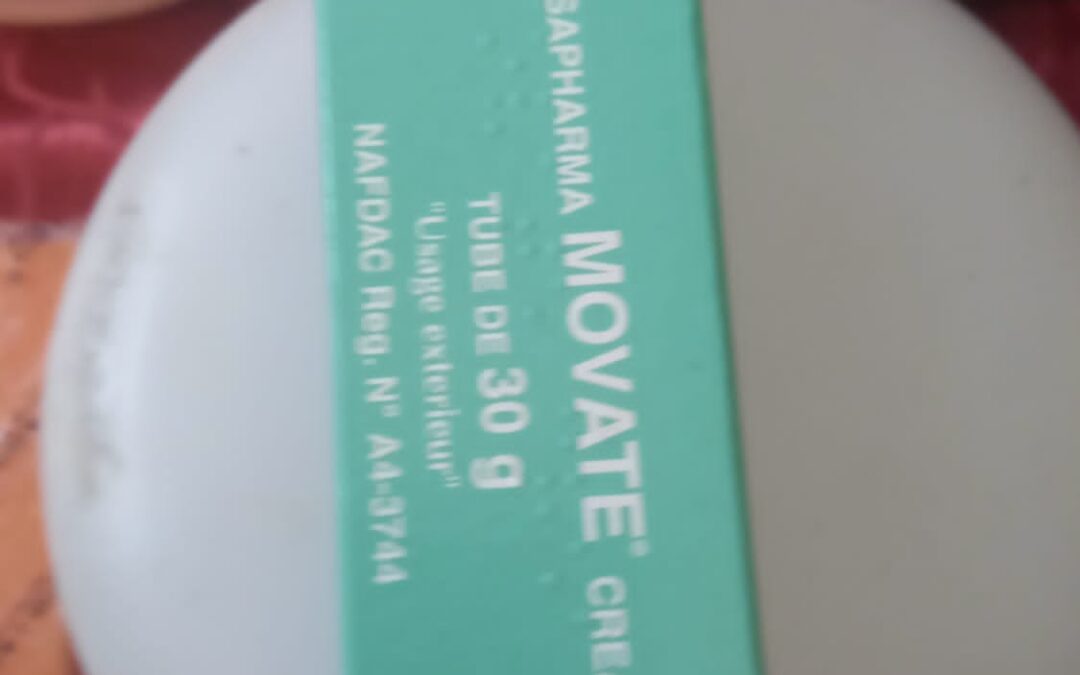 SAPHARMA MOVATE® CRE
TUBE DE 30 g
"Usage exterieur"
NAFDAC Reg. N° A4-3744